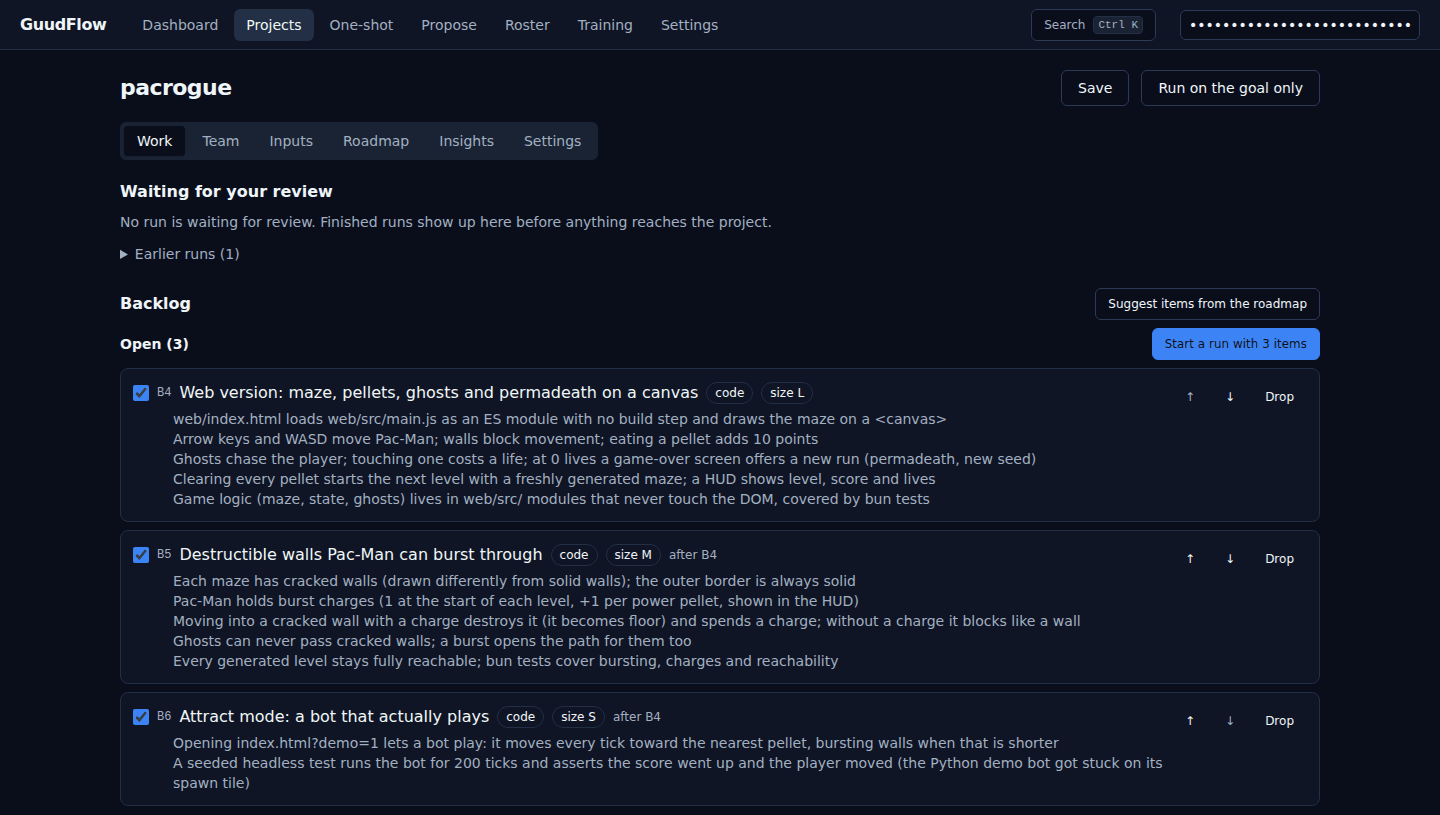 GuudFlow Dashboard Projects One-shot Propose Roster Training Settings Search Ctrl K •••••••••••••••••••••••••••
pacrogue Save Run on the goal only
Work Team Inputs Roadmap Insights Settings
Waiting for your review
No run is waiting for review. Finished runs show up here before anything reaches the project.
▶ Earlier runs (1)
Backlog Suggest items from the roadmap
Open (3) Start a run with 3 items
B4 Web version: maze, pellets, ghosts and permadeath on a canvas code size L ↑ ↓ Drop
web/index.html loads web/src/main.js as an ES module with no build step and draws the maze on a <canvas>
Arrow keys and WASD move Pac-Man; walls block movement; eating a pellet adds 10 points
Ghosts chase the player; touching one costs a life; at 0 lives a game-over screen offers a new run (permadeath, new seed)
Clearing every pellet starts the next level with a freshly generated maze; a HUD shows level, score and lives
Game logic (maze, state, ghosts) lives in web/src/ modules that never touch the DOM, covered by bun tests
B5 Destructible walls Pac-Man can burst through code size M after B4 ↑ ↓ Drop
Each maze has cracked walls (drawn differently from solid walls); the outer border is always solid
Pac-Man holds burst charges (1 at the start of each level, +1 per power pellet, shown in the HUD)
Moving into a cracked wall with a charge destroys it (it becomes floor) and spends a charge; without a charge it blocks like a wall
Ghosts can never pass cracked walls; a burst opens the path for them too
Every generated level stays fully reachable; bun tests cover bursting, charges and reachability
B6 Attract mode: a bot that actually plays code size S after B4 ↑ ↓ Drop
Opening index.html?demo=1 lets a bot play: it moves every tick toward the nearest pellet, bursting walls when that is shorter
A seeded headless test runs the bot for 200 ticks and asserts the score went up and the player moved (the Python demo bot got stuck on its
spawn tile)